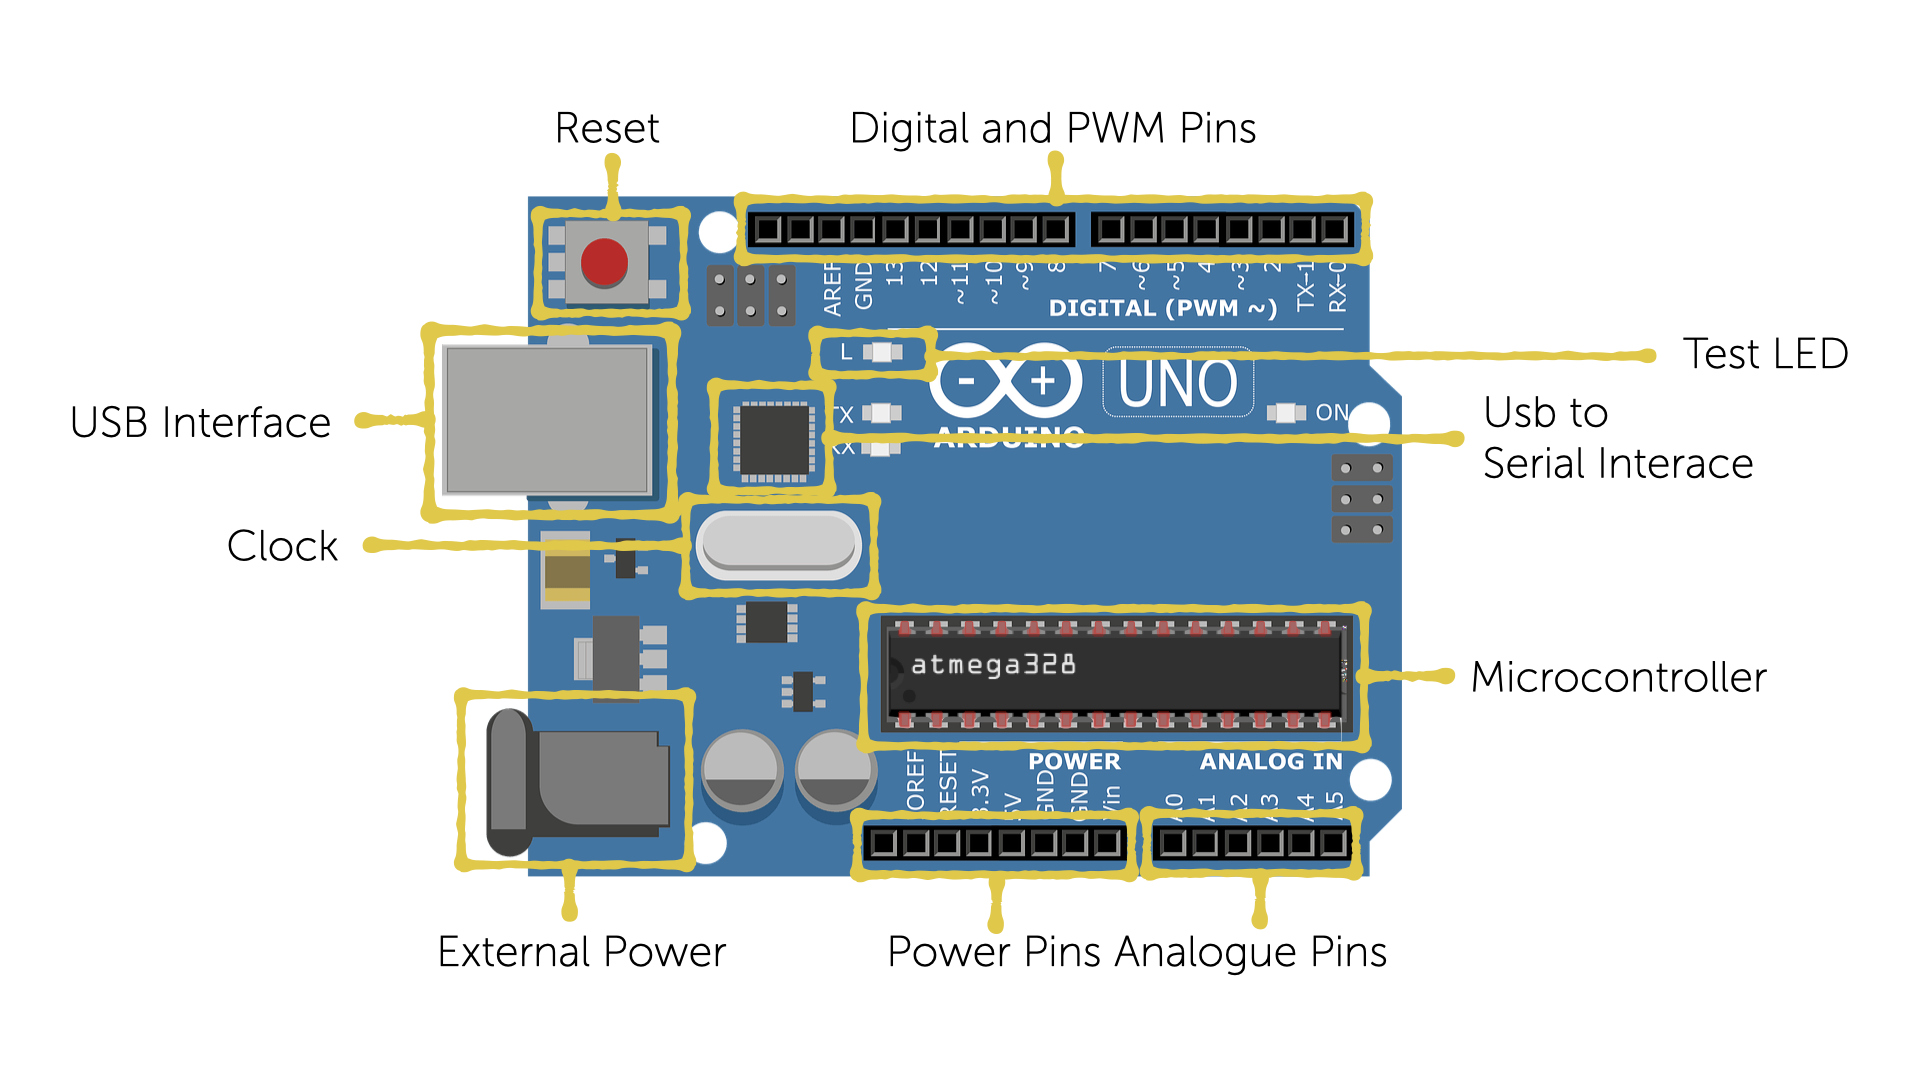 Reset
Digital and PWM Pins
AREF
GND
13
12
~11
~10
~9
8
7
~6
~5
4
~3
2
TX→1
RX→0
DIGITAL (PWM ~)
L
Test LED
- +
UNO
USB Interface
TX
ON
Usb to
Serial Interace
RX
ARDUINO
Clock
atmega328
Microcontroller
POWER
ANALOG IN
IOREF
RESET
3.3V
5V
GND
GND
Vin
A0
A1
A2
A3
A4
A5
External Power
Power Pins
Analogue Pins